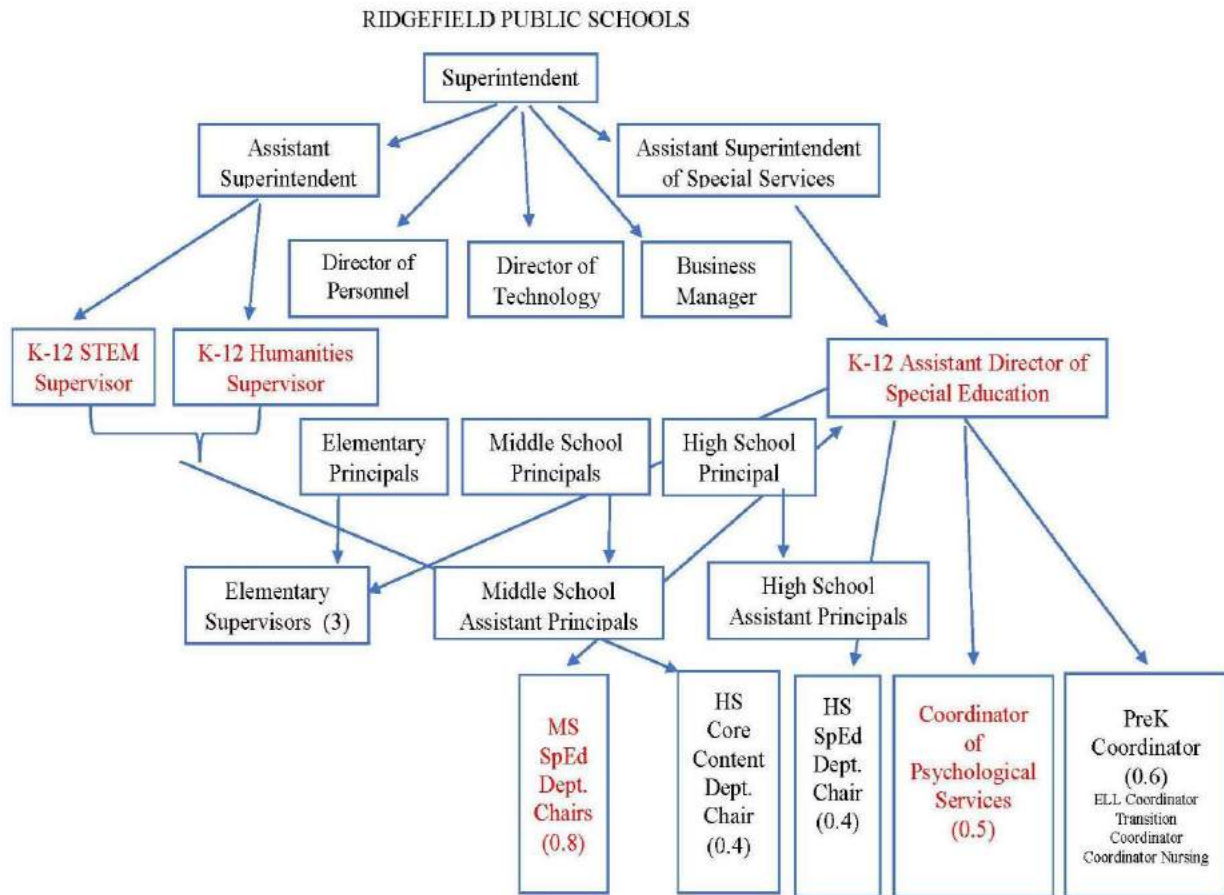 RIDGEFIELD PUBLIC SCHOOLS
Superintendent
Assistant
Superintendent
Assistant Superintendent
of Special Services
Director of
Personnel
Director of
Technology
Business
Manager
K-12 STEM
Supervisor
K-12 Humanities
Supervisor
K-12 Assistant Director of
Special Education
Elementary
Principals
Middle School
Principals
High School
Principal
Elementary
Supervisors (3)
Middle School
Assistant Principals
High School
Assistant Principals
MS
SpEd
Dept.
Chairs
(0.8)
HS
Core
Content
Dept.
Chair
(0.4)
HS
SpEd
Dept.
Chair
(0.4)
Coordinator
of
Psychological
Services
(0.5)
PreK
Coordinator
(0.6)
ELL Coordinator
Transition
Coordinator
Coordinator Nursing